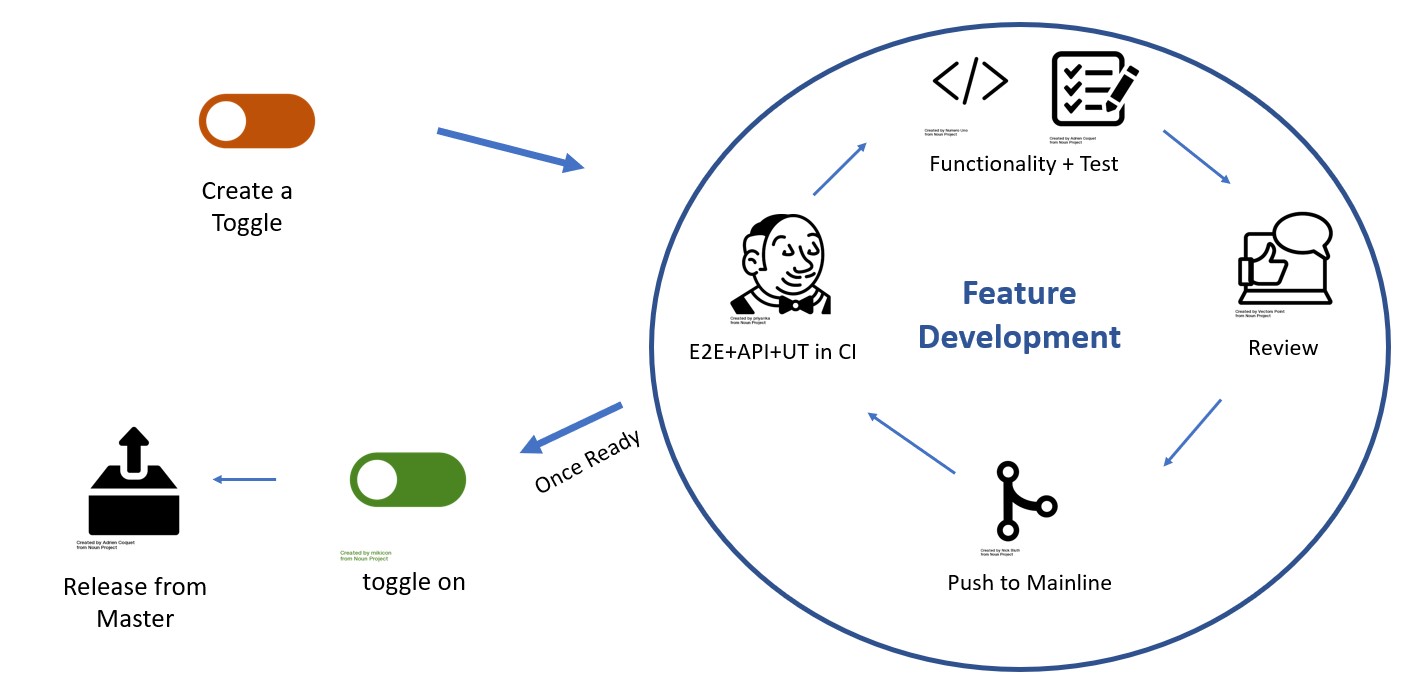 Create a
Toggle
</>
Created by Numero Uno
from Noun Project
Created by Adrien Coquet
from Noun Project
Functionality + Test
Created by priyanka
from Noun Project
E2E+API+UT in CI
Feature
Development
Created by Vectors Point
from Noun Project
Review
Created by Nick Bluth
from Noun Project
Push to Mainline
Once Ready
Created by mikicon
from Noun Project
toggle on
Created by Adrien Coquet
from Noun Project
Release from
Master